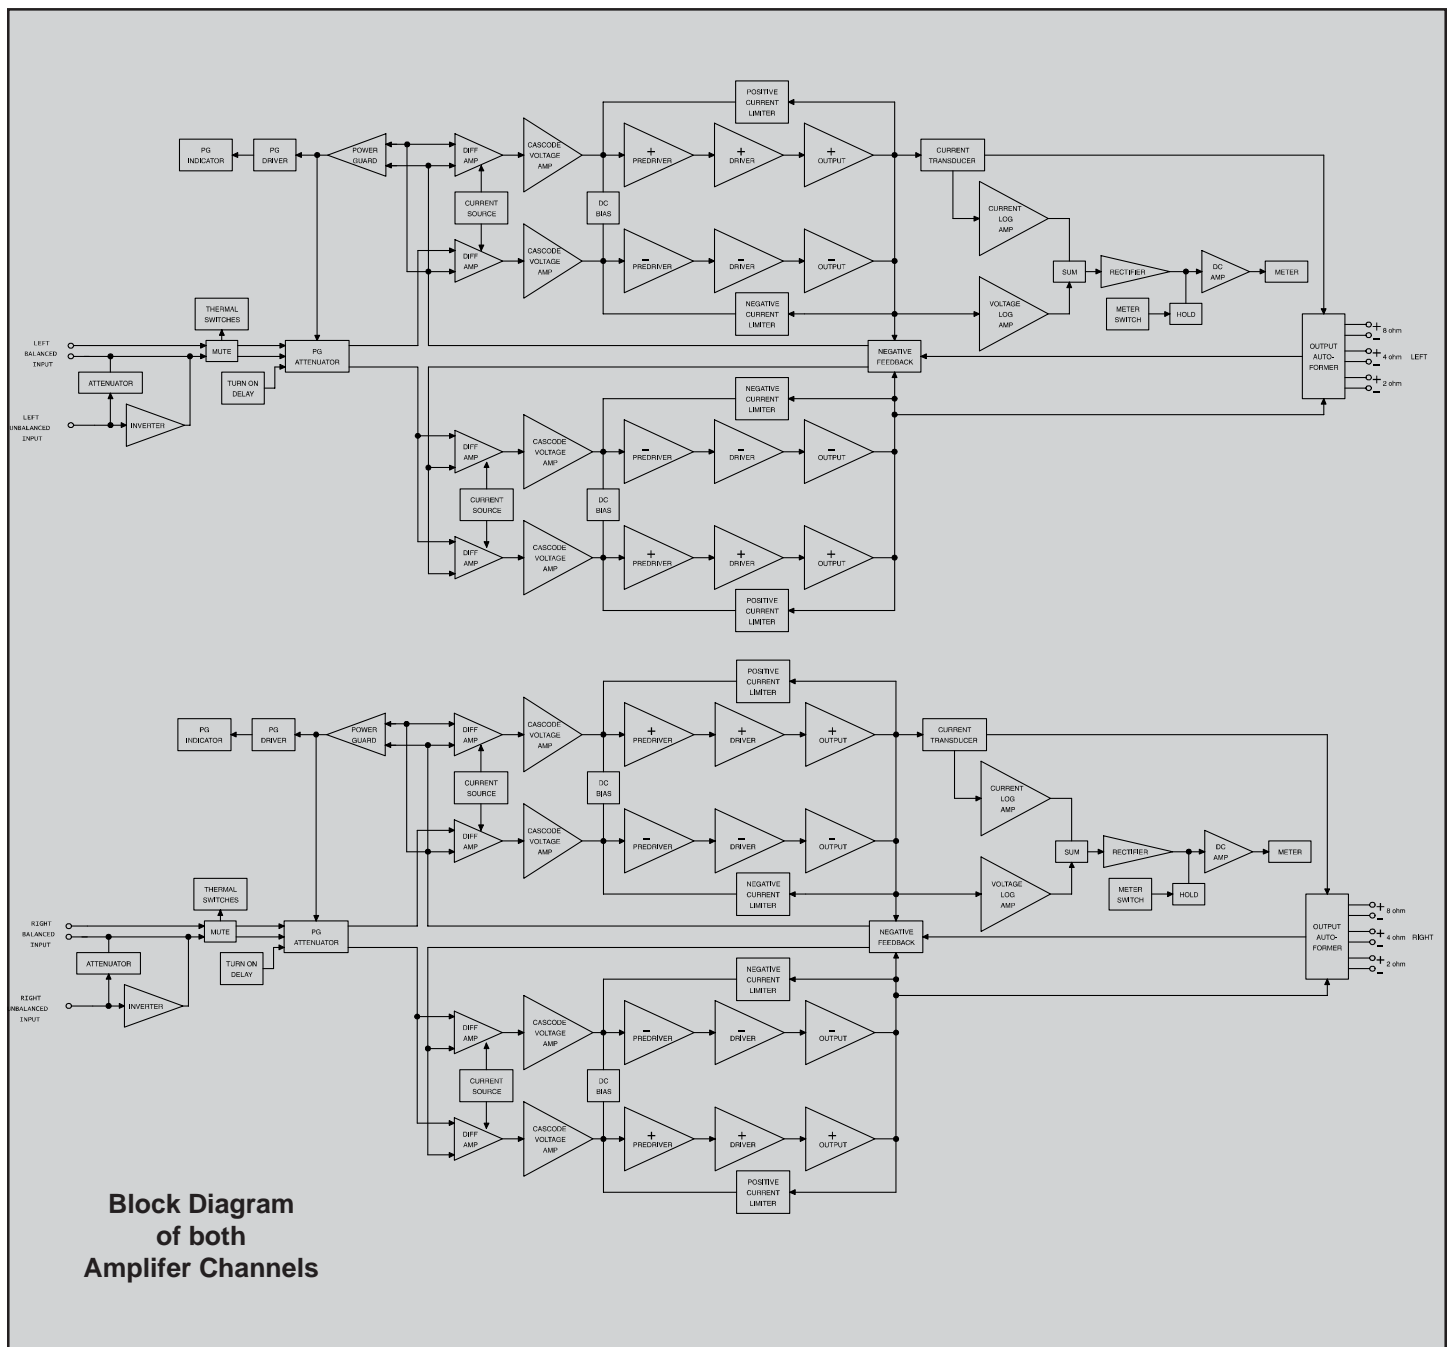 POSITIVE
CURRENT
LIMITER
PG
INDICATOR
PG
DRIVER
POWER
GUARD
DIFF
AMP
CASCODE
VOLTAGE
AMP
+
PREDRIVER
+
DRIVER
+
OUTPUT
CURRENT
TRANSDUCER
CURRENT
SOURCE
DC
BIAS
CURRENT
LOG
AMP
DIFF
AMP
CASCODE
VOLTAGE
AMP
−
PREDRIVER
−
DRIVER
−
OUTPUT
SUM
RECTIFIER
DC
AMP
METER
THERMAL
SWITCHES
NEGATIVE
CURRENT
LIMITER
VOLTAGE
LOG
AMP
METER
SWITCH
HOLD
LEFT
BALANCED
INPUT
MUTE
PG
ATTENUATOR
NEGATIVE
FEEDBACK
OUTPUT
AUTO-
FORMER
+ 8 ohm
−
+ 4 ohm LEFT
−
+ 2 ohm
−
ATTENUATOR
TURN ON
DELAY
NEGATIVE
CURRENT
LIMITER
LEFT
UNBALANCED
INPUT
INVERTER
DIFF
AMP
CASCODE
VOLTAGE
AMP
−
PREDRIVER
−
DRIVER
−
OUTPUT
CURRENT
SOURCE
DC
BIAS
DIFF
AMP
CASCODE
VOLTAGE
AMP
+
PREDRIVER
+
DRIVER
+
OUTPUT
POSITIVE
CURRENT
LIMITER
POSITIVE
CURRENT
LIMITER
PG
INDICATOR
PG
DRIVER
POWER
GUARD
DIFF
AMP
CASCODE
VOLTAGE
AMP
+
PREDRIVER
+
DRIVER
+
OUTPUT
CURRENT
TRANSDUCER
CURRENT
SOURCE
DC
BIAS
CURRENT
LOG
AMP
DIFF
AMP
CASCODE
VOLTAGE
AMP
−
PREDRIVER
−
DRIVER
−
OUTPUT
SUM
RECTIFIER
DC
AMP
METER
THERMAL
SWITCHES
NEGATIVE
CURRENT
LIMITER
VOLTAGE
LOG
AMP
METER
SWITCH
HOLD
RIGHT
BALANCED
INPUT
MUTE
PG
ATTENUATOR
NEGATIVE
FEEDBACK
OUTPUT
AUTO-
FORMER
+ 8 ohm
−
+ 4 ohm RIGHT
−
+ 2 ohm
−
ATTENUATOR
TURN ON
DELAY
NEGATIVE
CURRENT
LIMITER
RIGHT
UNBALANCED
INPUT
INVERTER
DIFF
AMP
CASCODE
VOLTAGE
AMP
−
PREDRIVER
−
DRIVER
−
OUTPUT
CURRENT
SOURCE
DC
BIAS
DIFF
AMP
CASCODE
VOLTAGE
AMP
+
PREDRIVER
+
DRIVER
+
OUTPUT
POSITIVE
CURRENT
LIMITER
Block Diagram
of both
Amplifer Channels